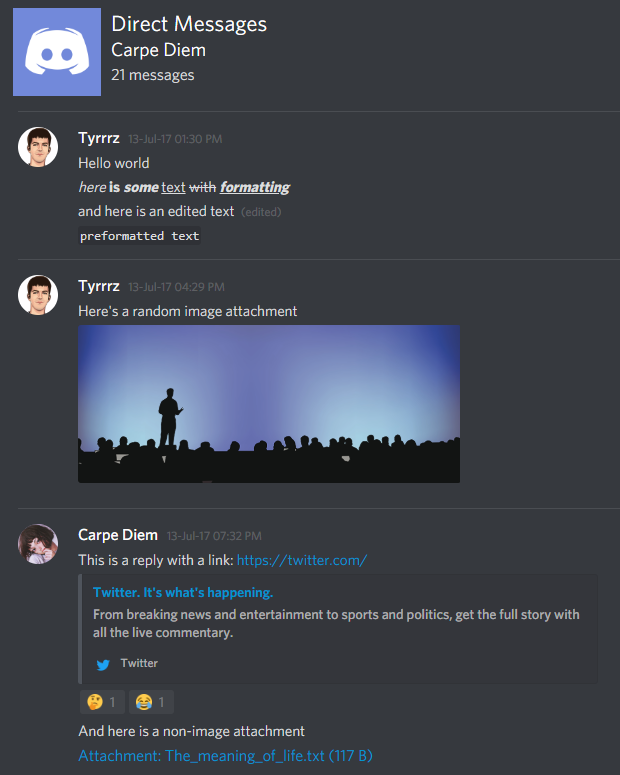 Direct Messages
Carpe Diem
21 messages
Tyrrrz 13-Jul-17 01:30 PM
Hello world
here is some text with formatting
and here is an edited text (edited)
preformatted text
Tyrrrz 13-Jul-17 04:29 PM
Here's a random image attachment
Carpe Diem 13-Jul-17 07:32 PM
This is a reply with a link: https://twitter.com/
Twitter. It's what's happening.
From breaking news and entertainment to sports and politics, get the full story with
all the live commentary.
Twitter
🤔 1 😂 1
And here is a non-image attachment
Attachment: The_meaning_of_life.txt (117 B)